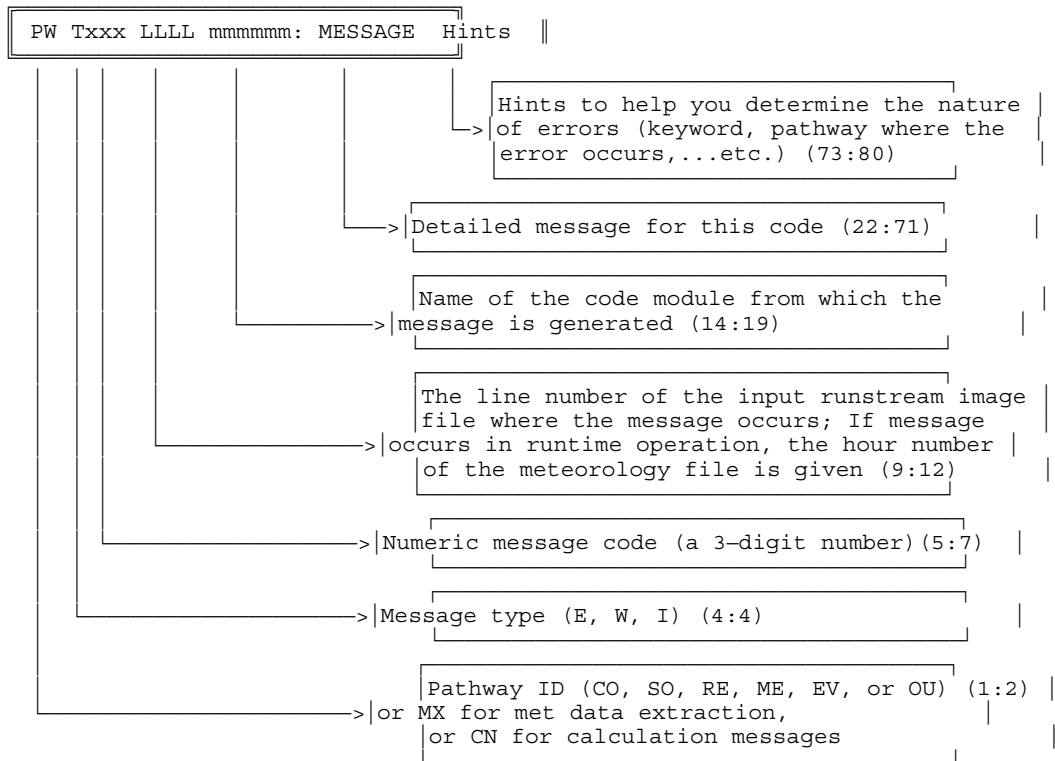 PW Txxx LLLL mmmmmm: MESSAGE Hints
Hints to help you determine the nature
of errors (keyword, pathway where the
error occurs,...etc.) (73:80)
Detailed message for this code (22:71)
Name of the code module from which the
message is generated (14:19)
The line number of the input runstream image
file where the message occurs; If message
occurs in runtime operation, the hour number
of the meteorology file is given (9:12)
Numeric message code (a 3–digit number)(5:7)
Message type (E, W, I) (4:4)
Pathway ID (CO, SO, RE, ME, EV, or OU) (1:2)
or MX for met data extraction,
or CN for calculation messages